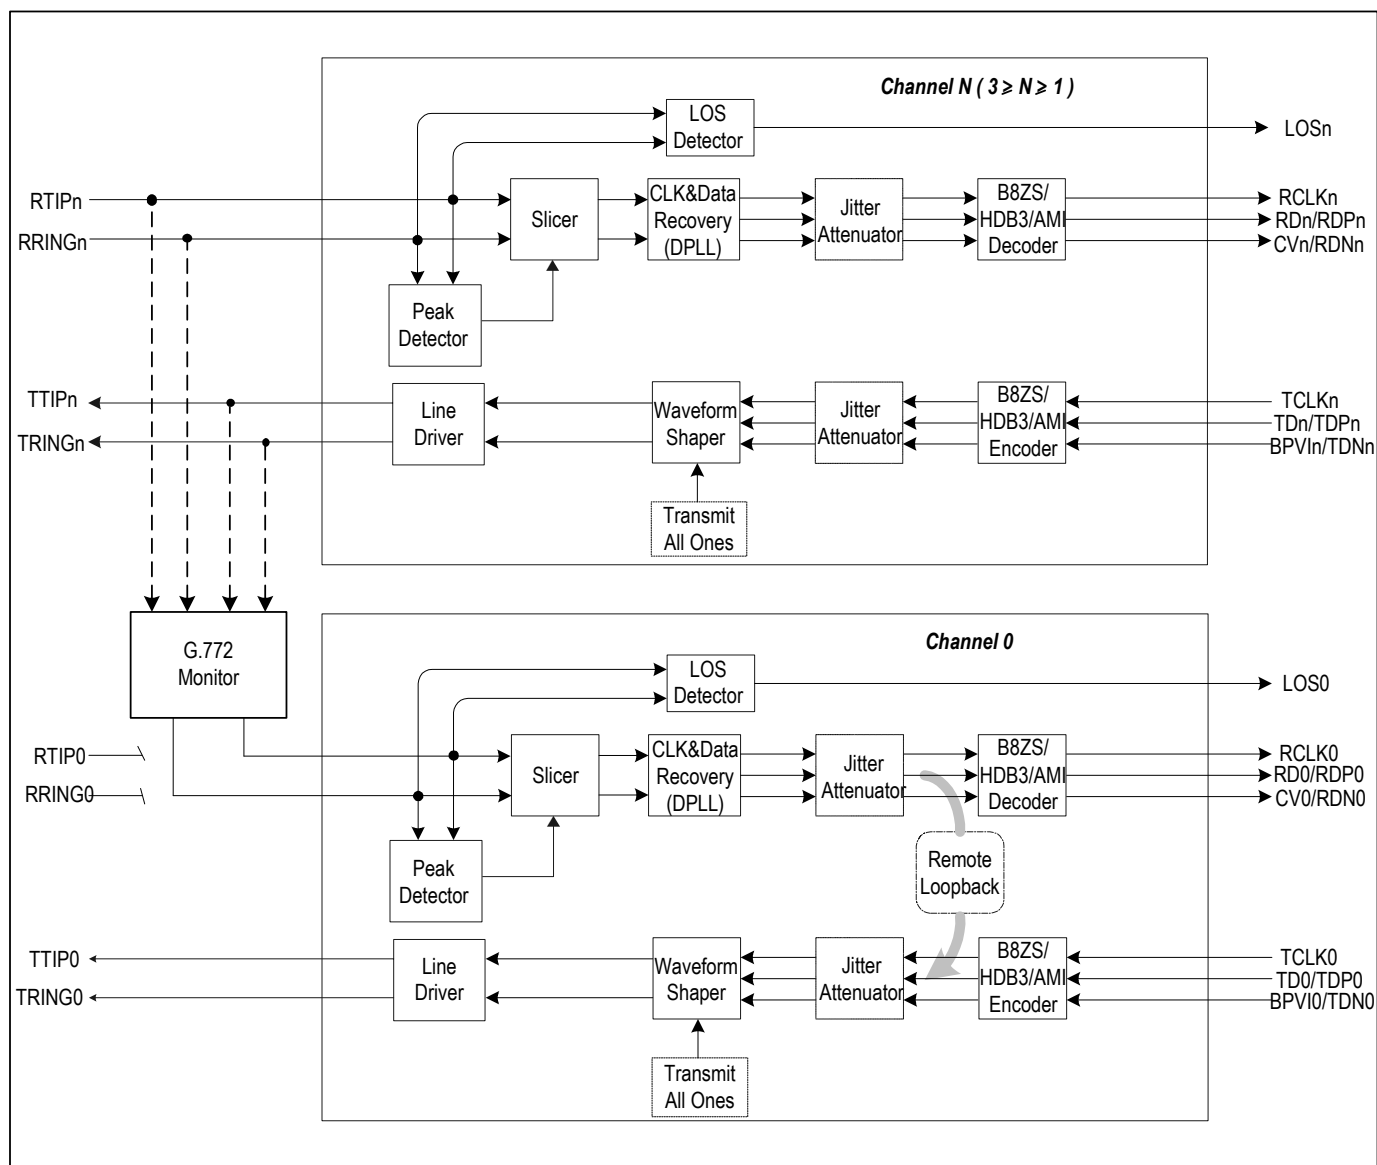 Channel N ( 3 ≥ N ≥ 1 )
LOS
Detector
LOSn
RTIPn
RRINGn
Slicer
CLK&Data
Recovery
(DPLL)
Jitter
Attenuator
B8ZS/
HDB3/AMI
Decoder
RCLKn
RDn/RDPn
CVn/RDNn
Peak
Detector
TTIPn
TRINGn
Line
Driver
Waveform
Shaper
Jitter
Attenuator
B8ZS/
HDB3/AMI
Encoder
TCLKn
TDn/TDPn
BPVIn/TDNn
Transmit
All Ones
G.772
Monitor
Channel 0
LOS
Detector
LOS0
RTIP0
RRING0
Slicer
CLK&Data
Recovery
(DPLL)
Jitter
Attenuator
B8ZS/
HDB3/AMI
Decoder
RCLK0
RD0/RDP0
CV0/RDN0
Peak
Detector
Remote
Loopback
TTIP0
TRING0
Line
Driver
Waveform
Shaper
Jitter
Attenuator
B8ZS/
HDB3/AMI
Encoder
TCLK0
TD0/TDP0
BPVI0/TDN0
Transmit
All Ones